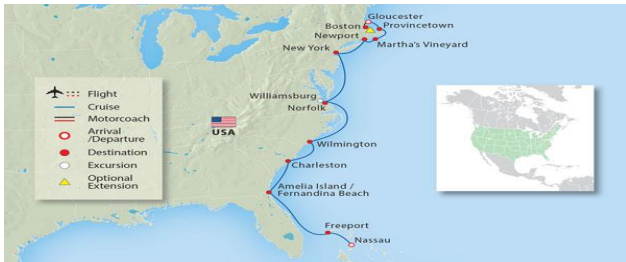 Gloucester
Boston
Provincetown
Newport
Martha's Vineyard
New York
Williamsburg
Norfolk
USA
Wilmington
Charleston
Amelia Island /
Fernandina Beach
Freeport
Nassau
Flight
Cruise
Motorcoach
Arrival
/Departure
Destination
Excursion
Optional
Extension